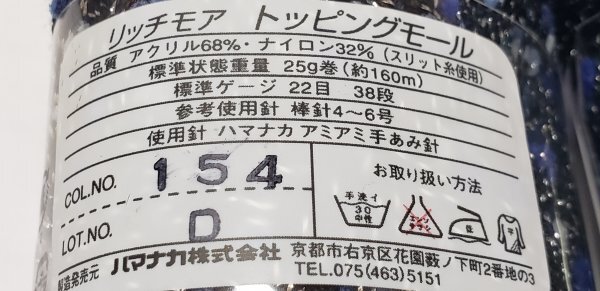 リッチモア トッピングモール
品質 アクリル68%・ナイロン32% (スリット糸使用)
標準状態重量 25g巻(約160m)
標準ゲージ 22目 38段
参考使用針 棒針4〜6号
使用針 ハマナカ アミアミ手あみ針
COL.NO. 154
お取り扱い方法
手洗イ
30
中性
LOT.NO. D
製造発売元 ハマナカ株式会社 京都市右京区花園薮ノ下町2番地の3
TEL.075(463)5151